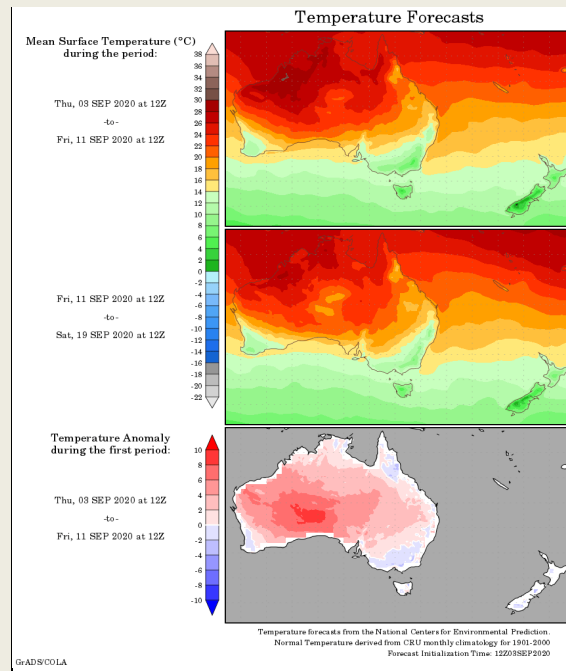 Temperature Forecasts
Mean Surface Temperature (°C)
during the period:
Thu, 03 SEP 2020 at 12Z
-to-
Fri, 11 SEP 2020 at 12Z
38
36
34
32
30
28
26
24
22
20
18
16
14
12
10
8
6
4
2
0
-2
-4
-6
-8
-10
-12
-14
-16
-18
-20
-22
Fri, 11 SEP 2020 at 12Z
-to-
Sat, 19 SEP 2020 at 12Z
Temperature Anomaly
during the first period:
Thu, 03 SEP 2020 at 12Z
-to-
Fri, 11 SEP 2020 at 12Z
10
8
6
4
2
0
-2
-4
-6
-8
-10
Temperature forecasts from the National Centers for Environmental Prediction.
Normal Temperature derived from CRU monthly climatology for 1901-2000
Forecast Initialization Time: 12Z03SEP2020
GrADS/COLA